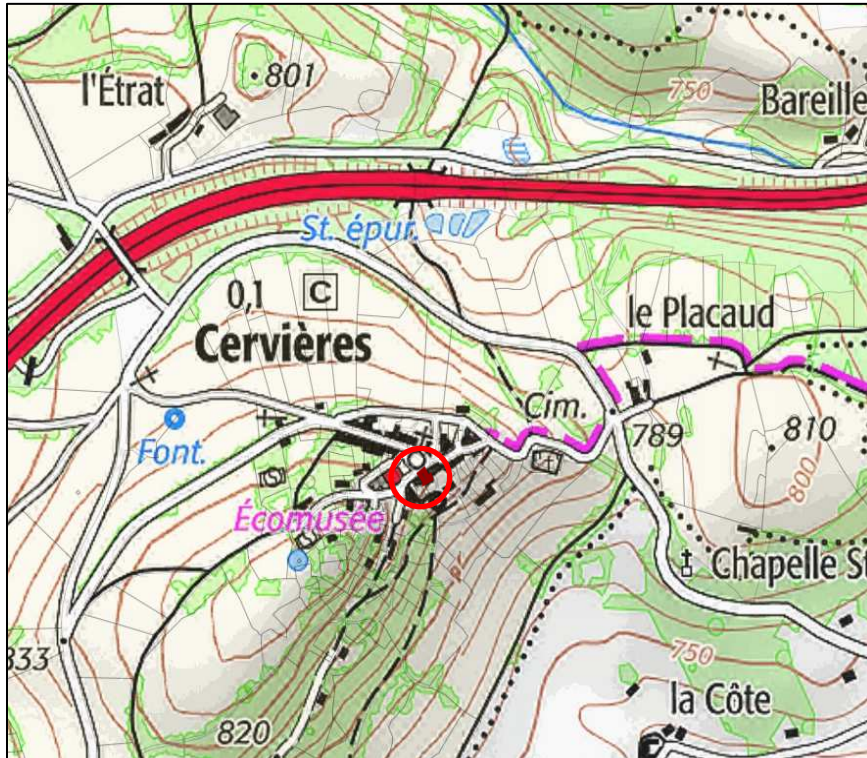 l'Étrat
801
750
Bareille
St. épur.
0,1 C
Cervières
le Placaud
Cim.
789
810
Font.
800
Écomusée
Chapelle St
833
750
la Côte
820